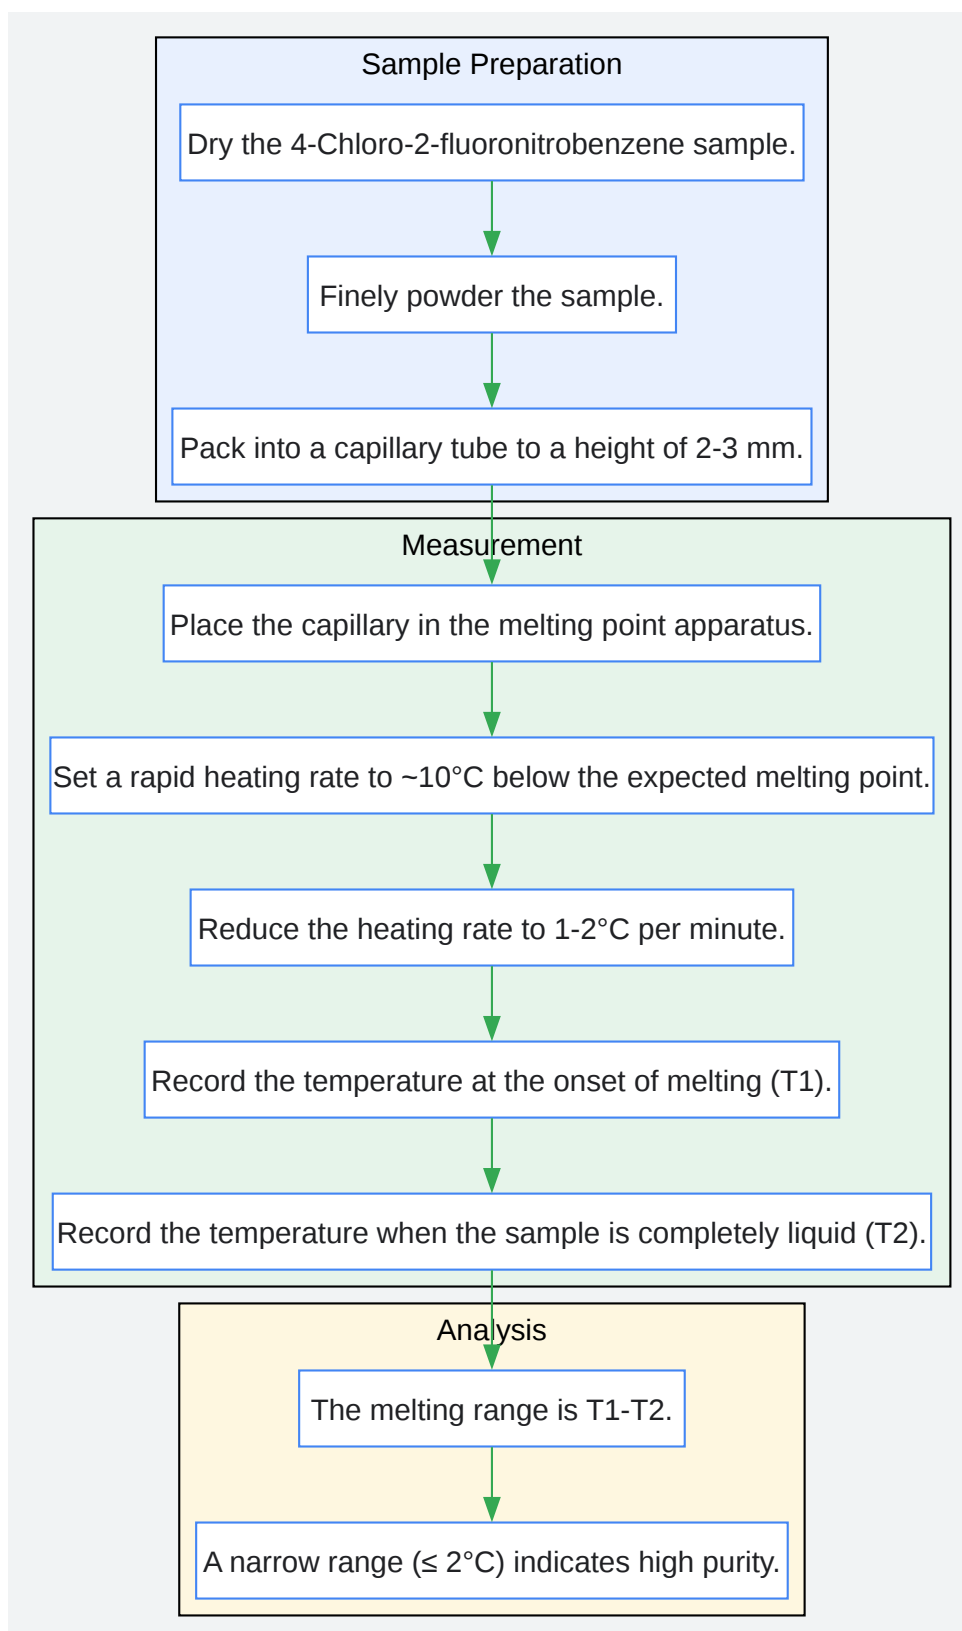 Sample Preparation
Dry the 4-Chloro-2-fluoronitrobenzene sample.
Finely powder the sample.
Pack into a capillary tube to a height of 2-3 mm.
Measurement
Place the capillary in the melting point apparatus.
Set a rapid heating rate to ~10°C below the expected melting point.
Reduce the heating rate to 1-2°C per minute.
Record the temperature at the onset of melting (T1).
Record the temperature when the sample is completely liquid (T2).
Analysis
The melting range is T1-T2.
A narrow range (≤ 2°C) indicates high purity.